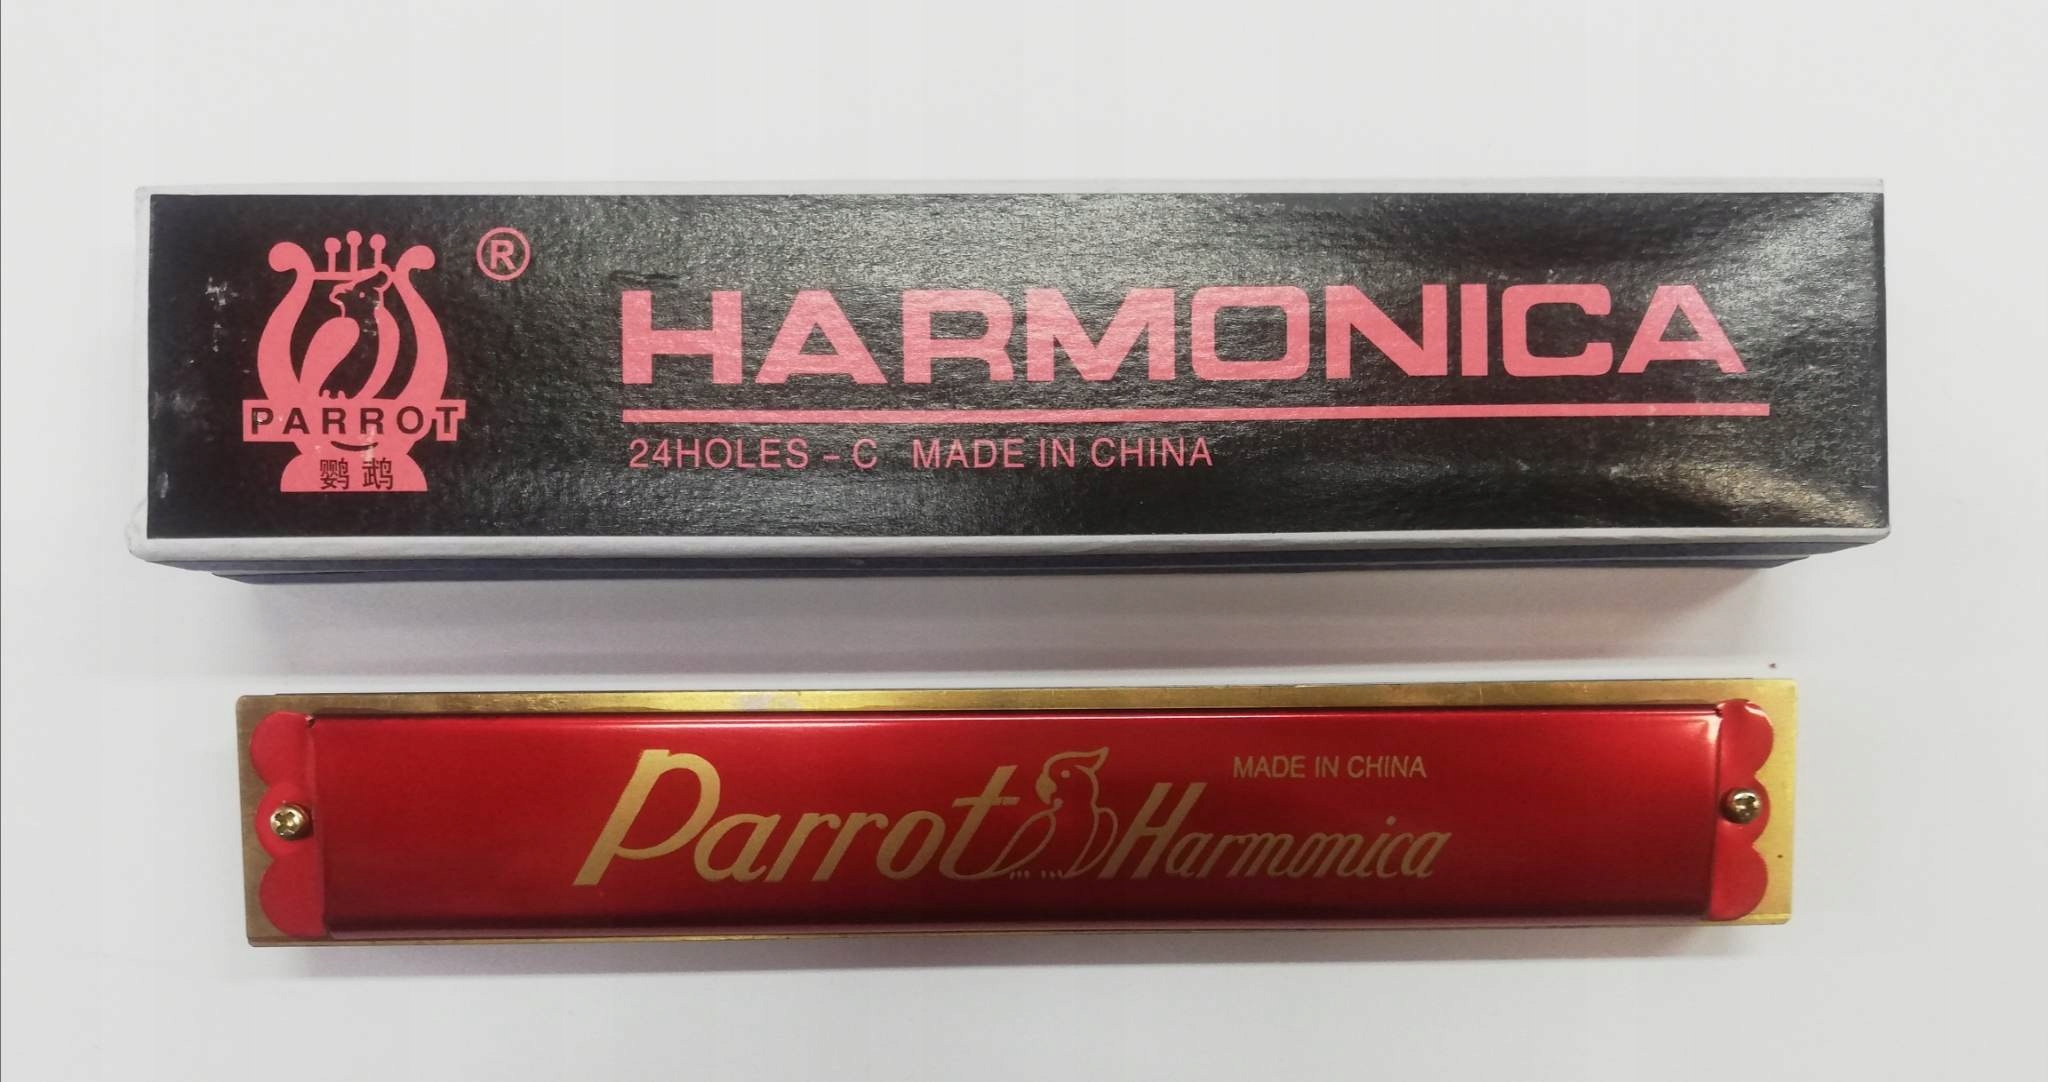 ®
HARMONICA
PARROT
24HOLES – C MADE IN CHINA
鹦鹉
MADE IN CHINA
Parrot Harmonica